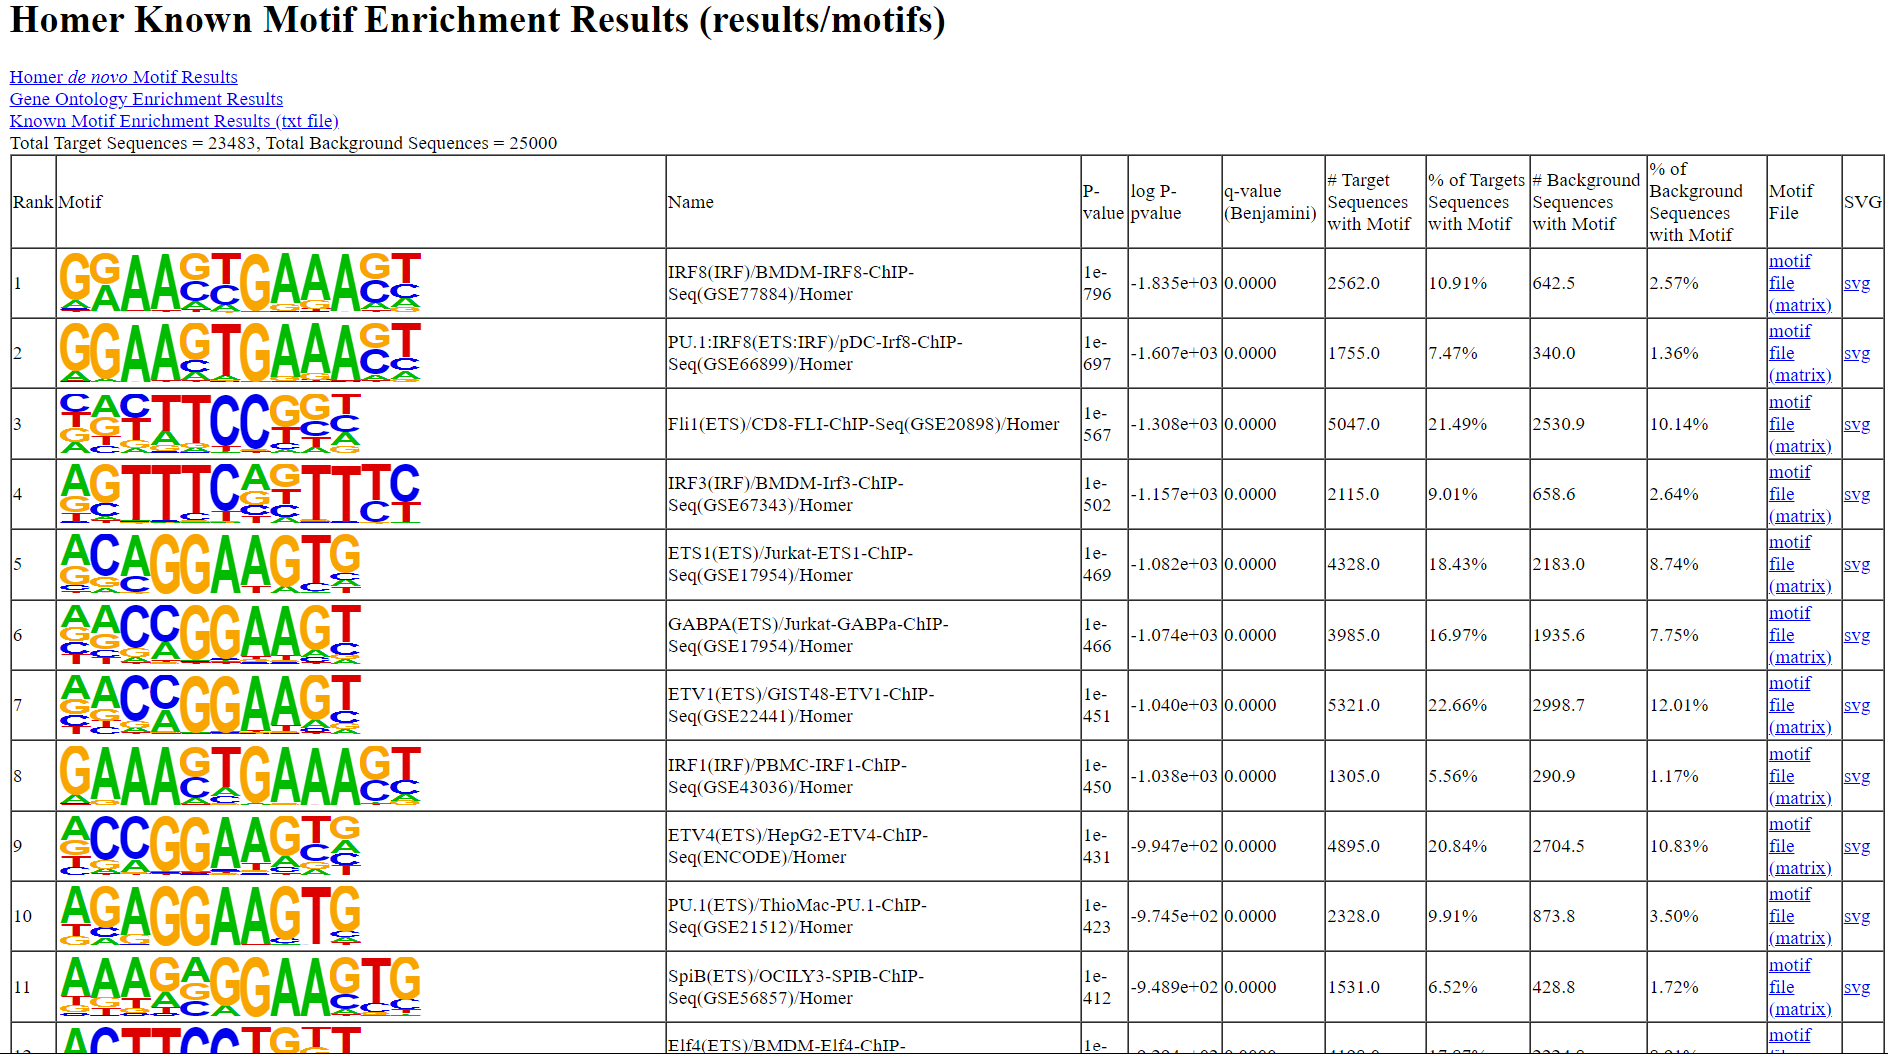 Homer Known Motif Enrichment Results (results/motifs)
Homer de novo Motif Results
Gene Ontology Enrichment Results
Known Motif Enrichment Results (txt file)
Total Target Sequences = 23483, Total Background Sequences = 25000
Rank Motif Name P-value log P-pvalue q-value (Benjamini) # Target Sequences with Motif % of Targets Sequences with Motif # Background Sequences with Motif % of Background Sequences with Motif Motif File SVG
1 IRF8(IRF)/BMDM-IRF8-ChIP-Seq(GSE77884)/Homer 1e-796 -1.835e+03 0.0000 2562.0 10.91% 642.5 2.57% motif file (matrix) svg
2 PU.1:IRF8(ETS:IRF)/pDC-Irf8-ChIP-Seq(GSE66899)/Homer 1e-697 -1.607e+03 0.0000 1755.0 7.47% 340.0 1.36% motif file (matrix) svg
3 Fli1(ETS)/CD8-FLI-ChIP-Seq(GSE20898)/Homer 1e-567 -1.308e+03 0.0000 5047.0 21.49% 2530.9 10.14% motif file (matrix) svg
4 IRF3(IRF)/BMDM-Irf3-ChIP-Seq(GSE67343)/Homer 1e-502 -1.157e+03 0.0000 2115.0 9.01% 658.6 2.64% motif file (matrix) svg
5 ETS1(ETS)/Jurkat-ETS1-ChIP-Seq(GSE17954)/Homer 1e-469 -1.082e+03 0.0000 4328.0 18.43% 2183.0 8.74% motif file (matrix) svg
6 GABPA(ETS)/Jurkat-GABPa-ChIP-Seq(GSE17954)/Homer 1e-466 -1.074e+03 0.0000 3985.0 16.97% 1935.6 7.75% motif file (matrix) svg
7 ETV1(ETS)/GIST48-ETV1-ChIP-Seq(GSE22441)/Homer 1e-451 -1.040e+03 0.0000 5321.0 22.66% 2998.7 12.01% motif file (matrix) svg
8 IRF1(IRF)/PBMC-IRF1-ChIP-Seq(GSE43036)/Homer 1e-450 -1.038e+03 0.0000 1305.0 5.56% 290.9 1.17% motif file (matrix) svg
9 ETV4(ETS)/HepG2-ETV4-ChIP-Seq(ENCODE)/Homer 1e-431 -9.947e+02 0.0000 4895.0 20.84% 2704.5 10.83% motif file (matrix) svg
10 PU.1(ETS)/ThioMac-PU.1-ChIP-Seq(GSE21512)/Homer 1e-423 -9.745e+02 0.0000 2328.0 9.91% 873.8 3.50% motif file (matrix) svg
11 SpiB(ETS)/OCILY3-SPIB-ChIP-Seq(GSE56857)/Homer 1e-412 -9.489e+02 0.0000 1531.0 6.52% 428.8 1.72% motif file (matrix) svg
Elf4(ETS)/BMDM-Elf4-ChIP- 1e- motif